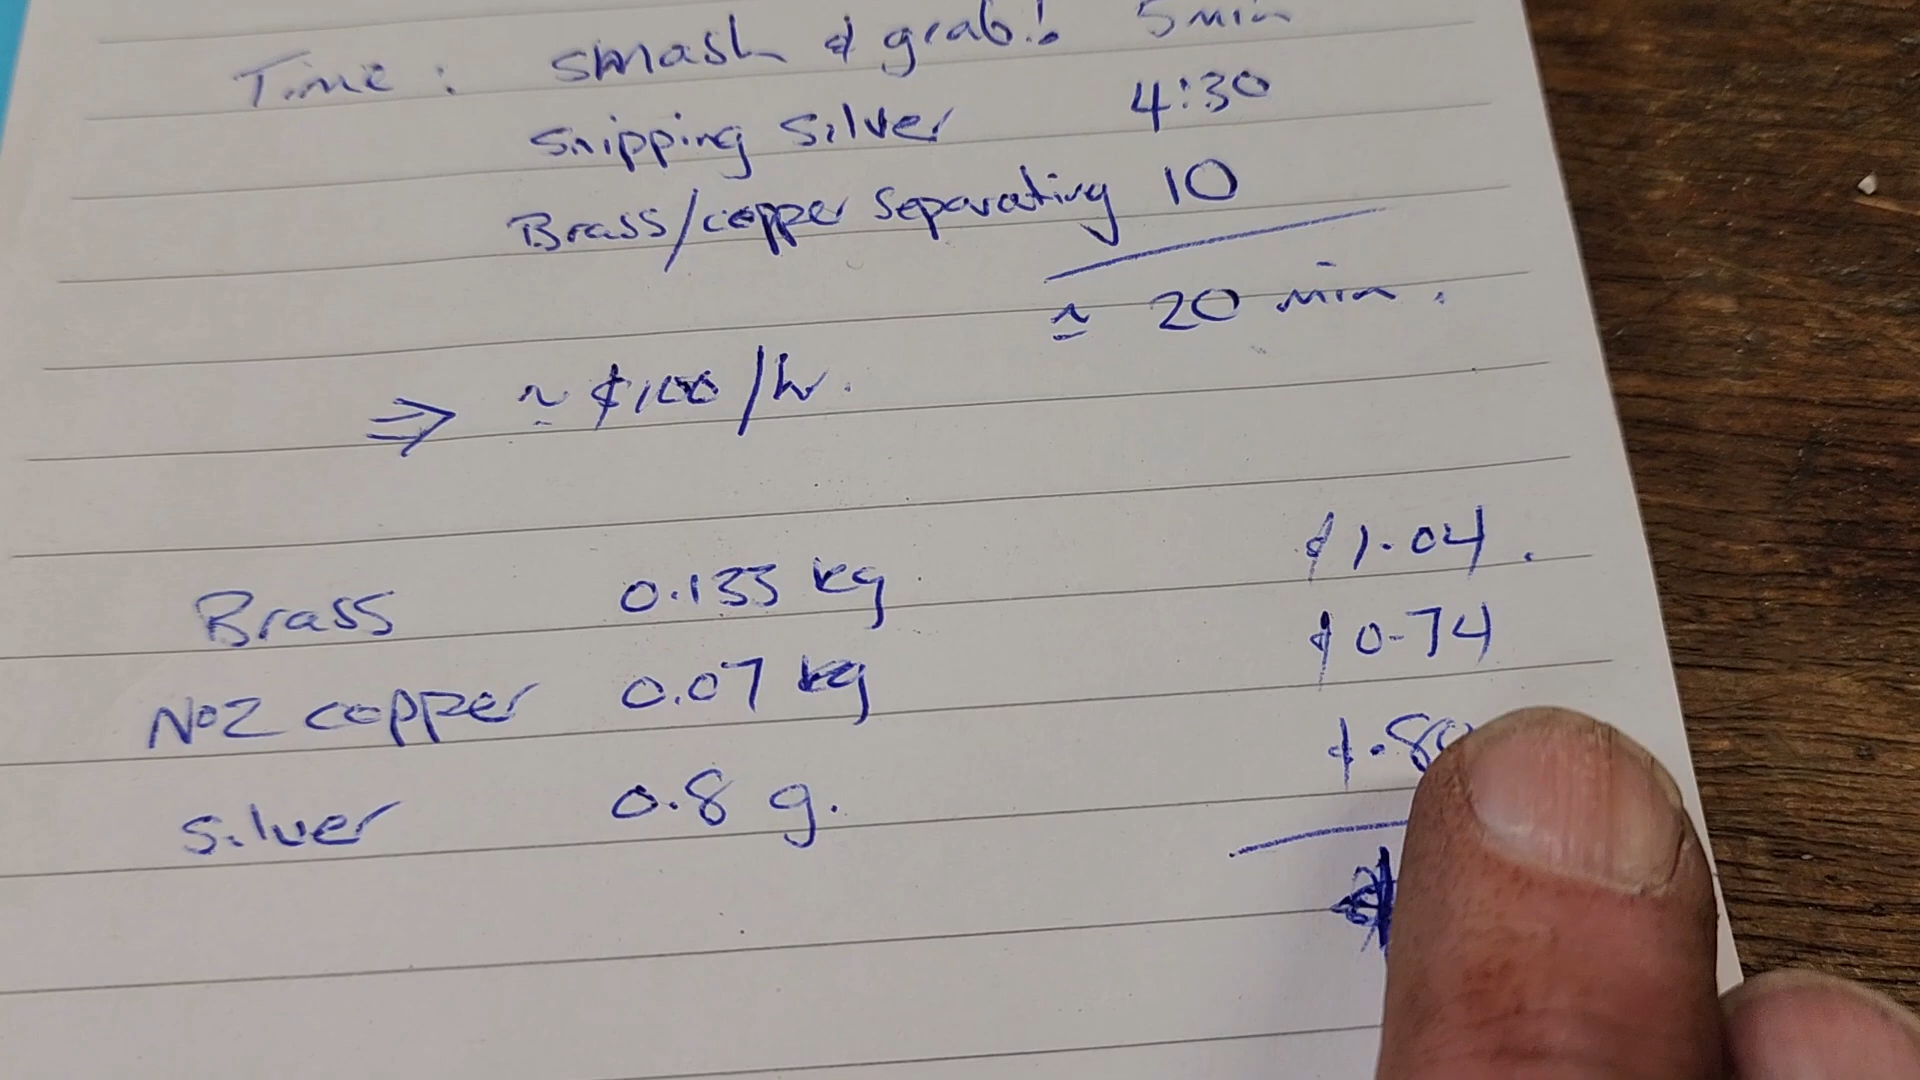 Time: smash & grab! 5 min
Snipping silver 4:30
Brass/copper separating 10
≈ 20 min.
⇒ ≈ $100/hr.
Brass 0.133 kg $1.04.
No2 copper 0.07 kg $0.74
Silver 0.8 g.